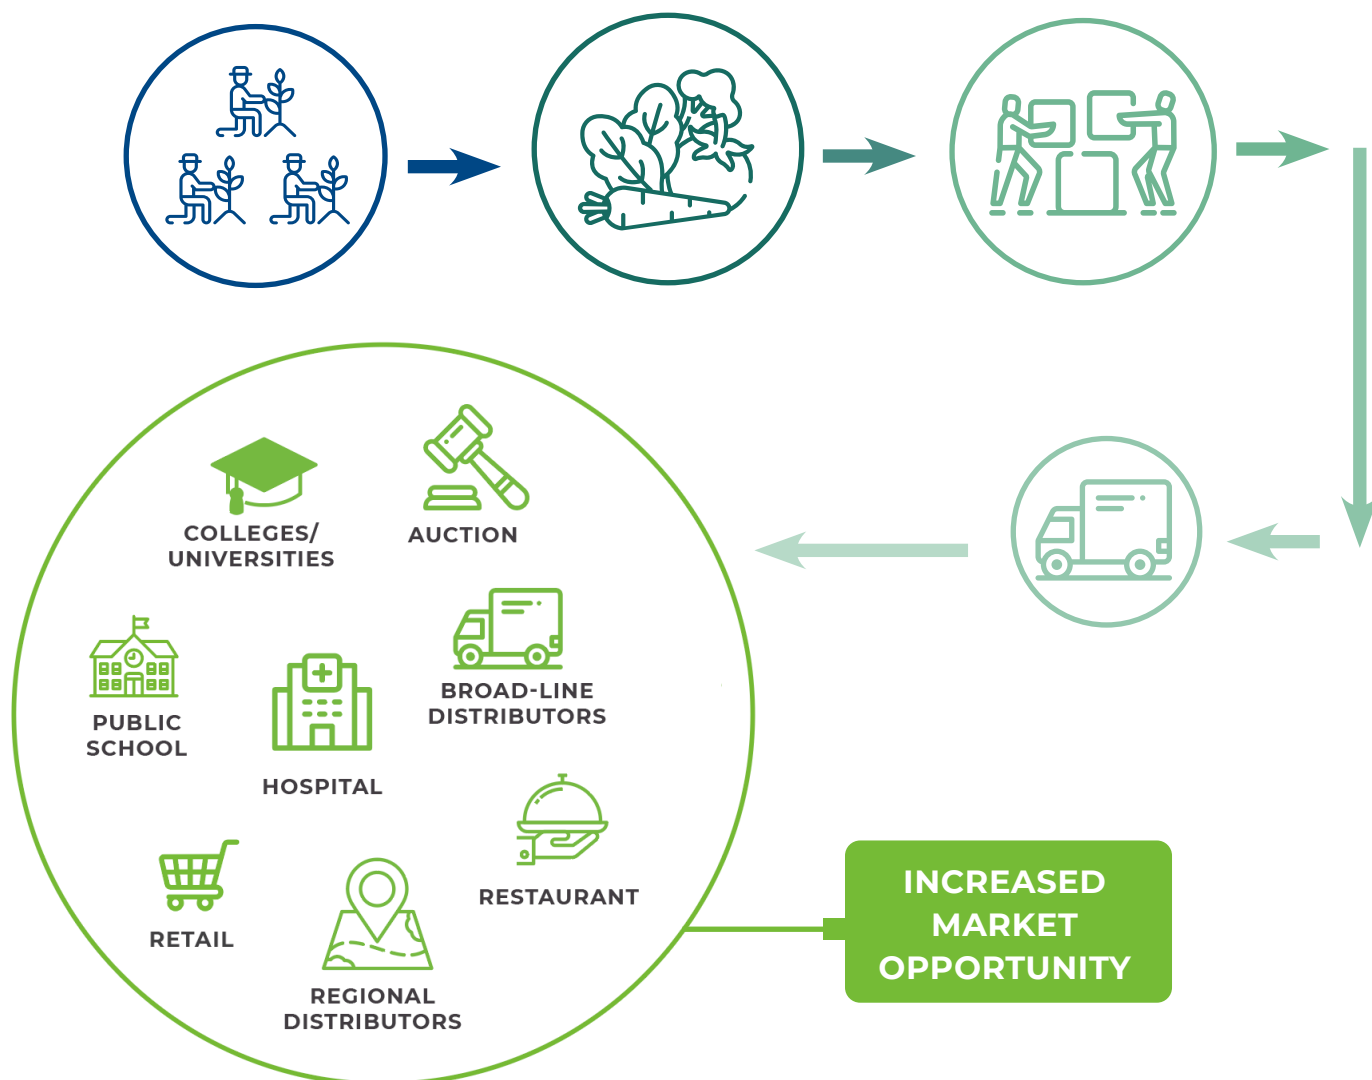 COLLEGES/
UNIVERSITIES
AUCTION
PUBLIC
SCHOOL
HOSPITAL
BROAD-LINE
DISTRIBUTORS
RESTAURANT
RETAIL
REGIONAL
DISTRIBUTORS
INCREASED
MARKET
OPPORTUNITY